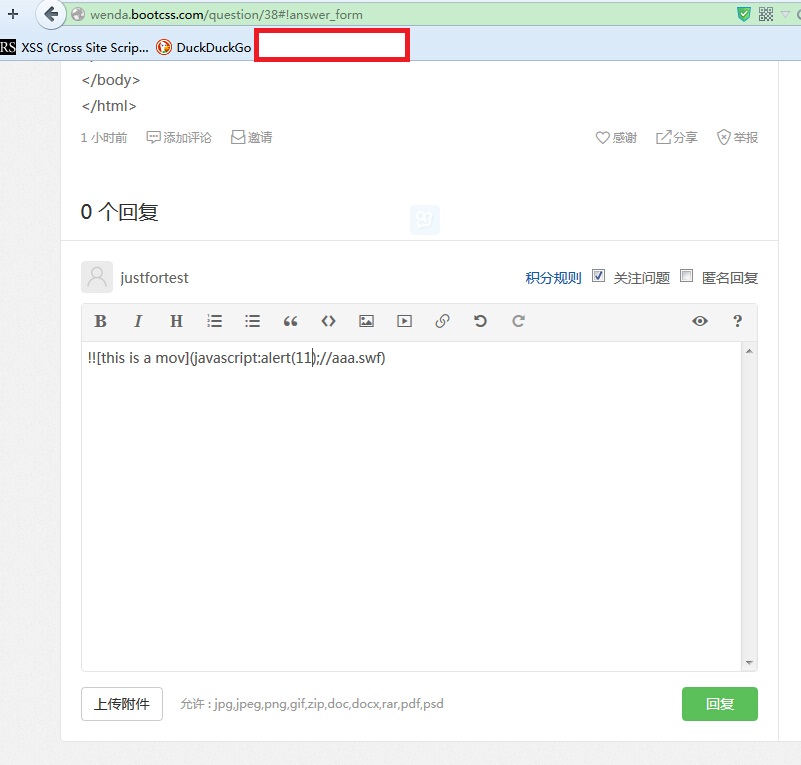 wenda.bootcss.com/question/38#!answer_form
RS XSS (Cross Site Scrip... DuckDuckGo
</body>
</html>
1 小时前 添加评论 邀请 感谢 分享 举报
0 个回复
justfortest 积分规则 关注问题 匿名回复
B I H ?
!![this is a mov](javascript:alert(11);//aaa.swf)
上传附件 允许 : jpg,jpeg,png,gif,zip,doc,docx,rar,pdf,psd 回复